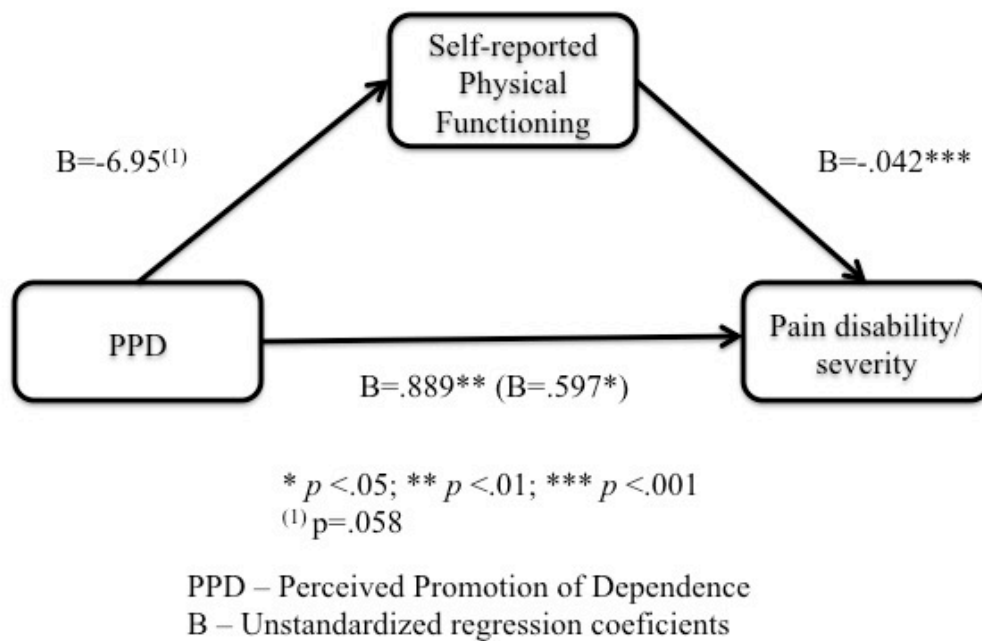 Self-reported
Physical
Functioning
B=-6.95(1)
B=-.042***
PPD
Pain disability/
severity
B=.889** (B=.597*)
* p <.05; ** p <.01; *** p <.001
(1) p=.058
PPD – Perceived Promotion of Dependence
B – Unstandardized regression coeficients